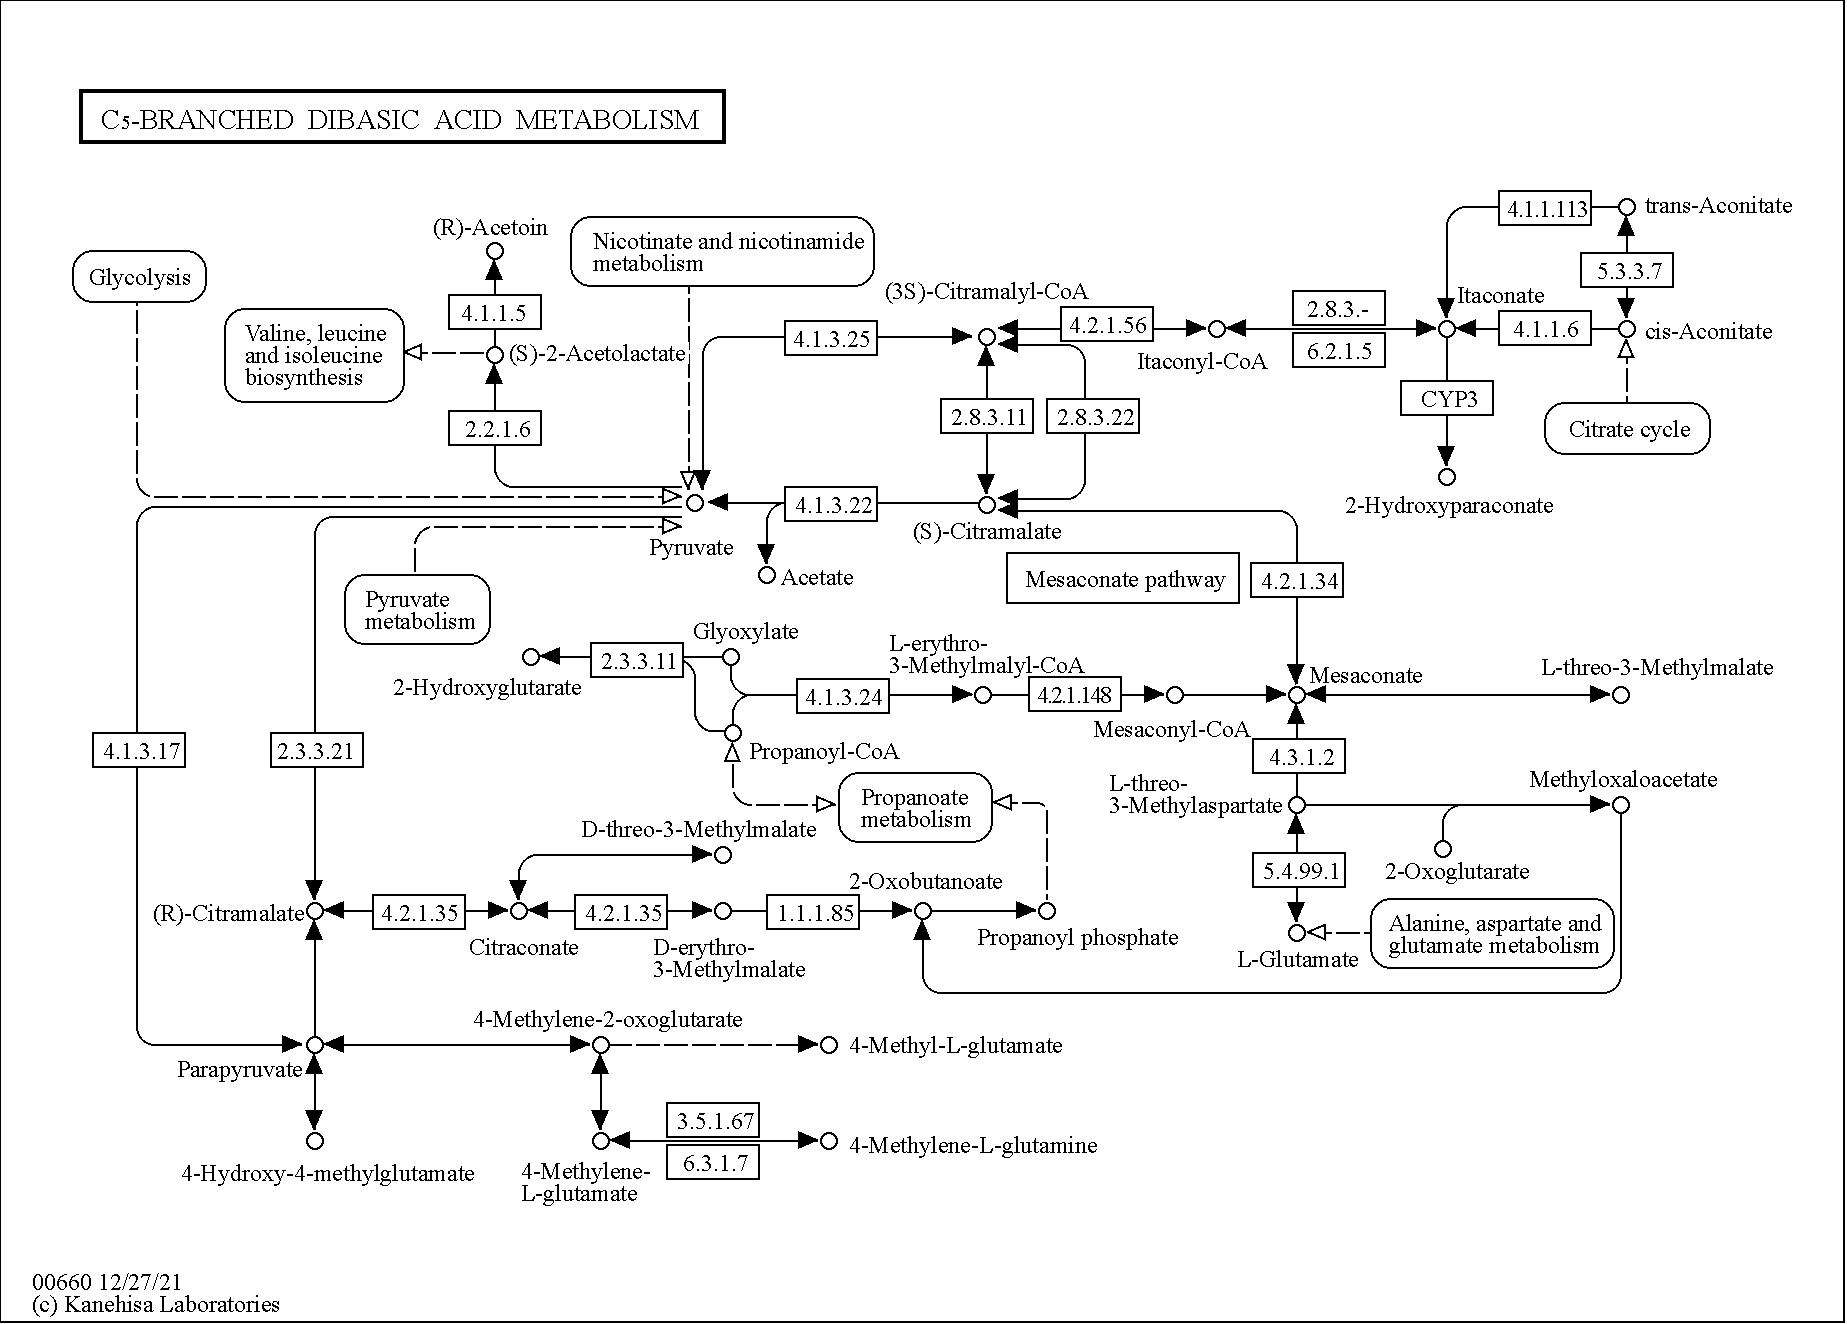 C5-BRANCHED DIBASIC ACID METABOLISM
4.1.1.113
trans-Aconitate
(R)-Acetoin
Nicotinate and nicotinamide
metabolism
Glycolysis
5.3.3.7
(3S)-Citramalyl-CoA
Itaconate
4.1.1.5
2.8.3.-
4.2.1.56
4.1.1.6
cis-Aconitate
Valine, leucine
and isoleucine
biosynthesis
(S)-2-Acetolactate
4.1.3.25
Itaconyl-CoA
6.2.1.5
CYP3
2.2.1.6
2.8.3.11
2.8.3.22
Citrate cycle
4.1.3.22
2-Hydroxyparaconate
(S)-Citramalate
Pyruvate
Acetate
Mesaconate pathway
4.2.1.34
Pyruvate
metabolism
Glyoxylate
L-erythro-
3-Methylmalyl-CoA
2.3.3.11
2-Hydroxyglutarate
Mesaconate
L-threo-3-Methylmalate
4.1.3.24
4.2.1.148
Mesaconyl-CoA
4.1.3.17
2.3.3.21
Propanoyl-CoA
4.3.1.2
L-threo-
3-Methylaspartate
Methyloxaloacetate
Propanoate
metabolism
D-threo-3-Methylmalate
2-Oxobutanoate
5.4.99.1
2-Oxoglutarate
(R)-Citramalate
4.2.1.35
4.2.1.35
1.1.1.85
Citraconate
D-erythro-
3-Methylmalate
Propanoyl phosphate
Alanine, aspartate and
glutamate metabolism
L-Glutamate
4-Methylene-2-oxoglutarate
4-Methyl-L-glutamate
Parapyruvate
3.5.1.67
4-Methylene-L-glutamine
6.3.1.7
4-Hydroxy-4-methylglutamate
4-Methylene-
L-glutamate
00660 12/27/21
(c) Kanehisa Laboratories